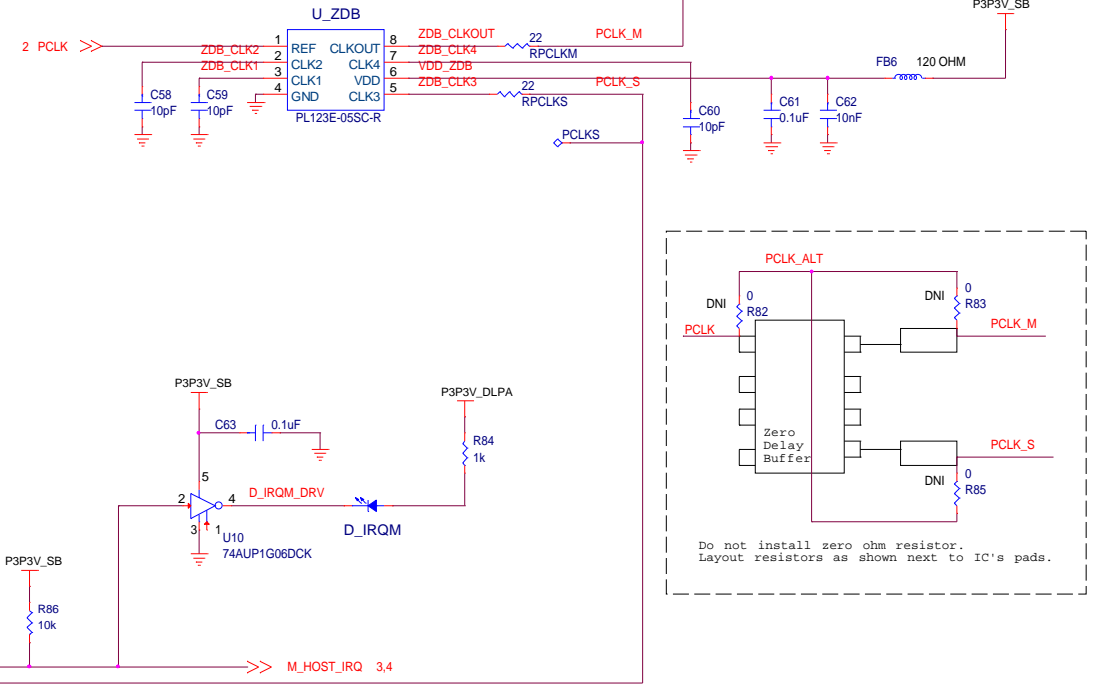 P3P3V_SB
U_ZDB
2 PCLK
ZDB_CLK2
ZDB_CLK1
1 REF CLKOUT 8
2 CLK2 CLK4 7
3 CLK1 VDD 6
4 GND CLK3 5
PL123E-05SC-R
ZDB_CLKOUT
ZDB_CLK4
VDD_ZDB
ZDB_CLK3
22
RPCLKM
PCLK_M
22
RPCLKS
PCLK_S
FB6 120 OHM
C58
10pF
C59
10pF
C60
10pF
C61
0.1uF
C62
10nF
PCLKS
PCLK_ALT
DNI
0
R82
DNI
0
R83
PCLK
PCLK_M
Zero
Delay
Buffer
PCLK_S
DNI
0
R85
Do not install zero ohm resistor.
Layout resistors as shown next to IC's pads.
P3P3V_SB
C63 0.1uF
P3P3V_DLPA
R84
1k
5
2
4
3
1
D_IRQM_DRV
D_IRQM
U10
74AUP1G06DCK
P3P3V_SB
R86
10k
M_HOST_IRQ 3,4